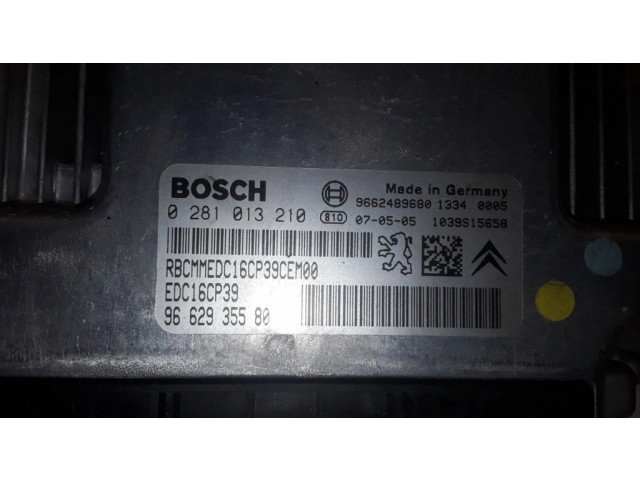 BOSCH
Made in Germany
9662489680 1334 0005
0 281 013 210 810 07-05-05 1039S15658
RBCMMEDC16CP39CEM00
EDC16CP39
96 629 355 80